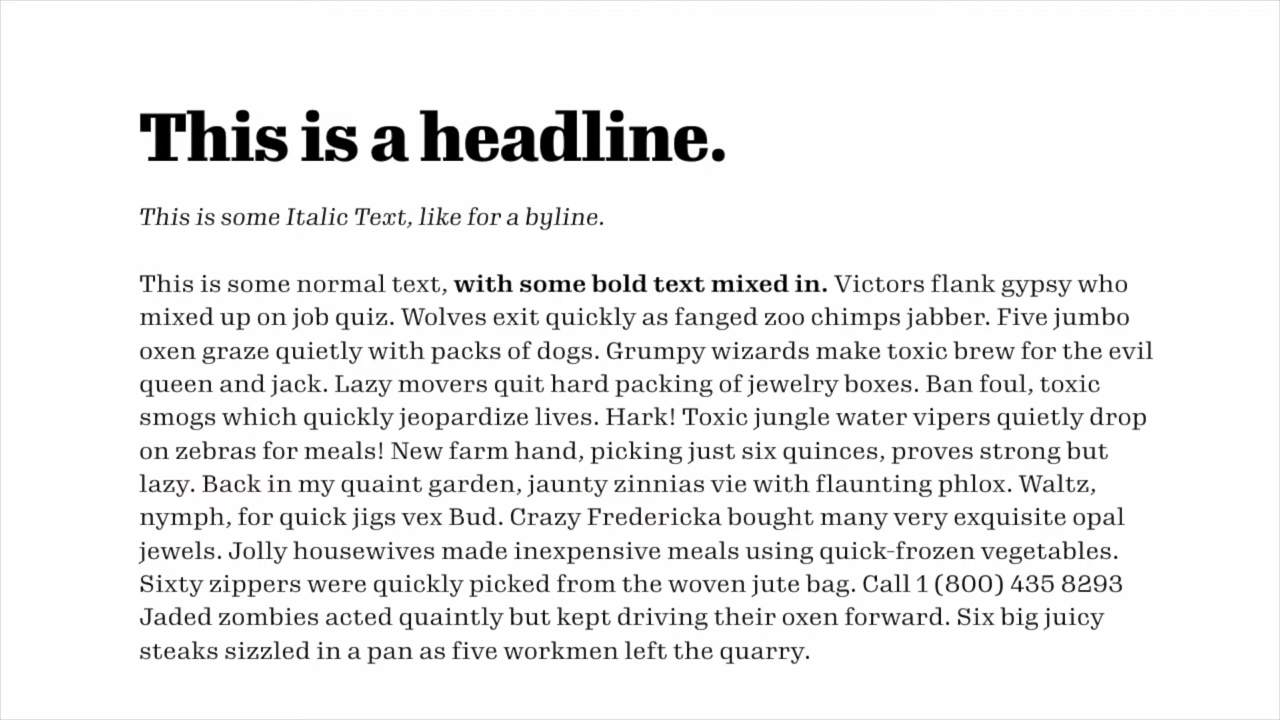 This is a headline.
This is some Italic Text, like for a byline.
This is some normal text, with some bold text mixed in. Victors flank gypsy who
mixed up on job quiz. Wolves exit quickly as fanged zoo chimps jabber. Five jumbo
oxen graze quietly with packs of dogs. Grumpy wizards make toxic brew for the evil
queen and jack. Lazy movers quit hard packing of jewelry boxes. Ban foul, toxic
smogs which quickly jeopardize lives. Hark! Toxic jungle water vipers quietly drop
on zebras for meals! New farm hand, picking just six quinces, proves strong but
lazy. Back in my quaint garden, jaunty zinnias vie with flaunting phlox. Waltz,
nymph, for quick jigs vex Bud. Crazy Fredericka bought many very exquisite opal
jewels. Jolly housewives made inexpensive meals using quick-frozen vegetables.
Sixty zippers were quickly picked from the woven jute bag. Call 1 (800) 435 8293
Jaded zombies acted quaintly but kept driving their oxen forward. Six big juicy
steaks sizzled in a pan as five workmen left the quarry.